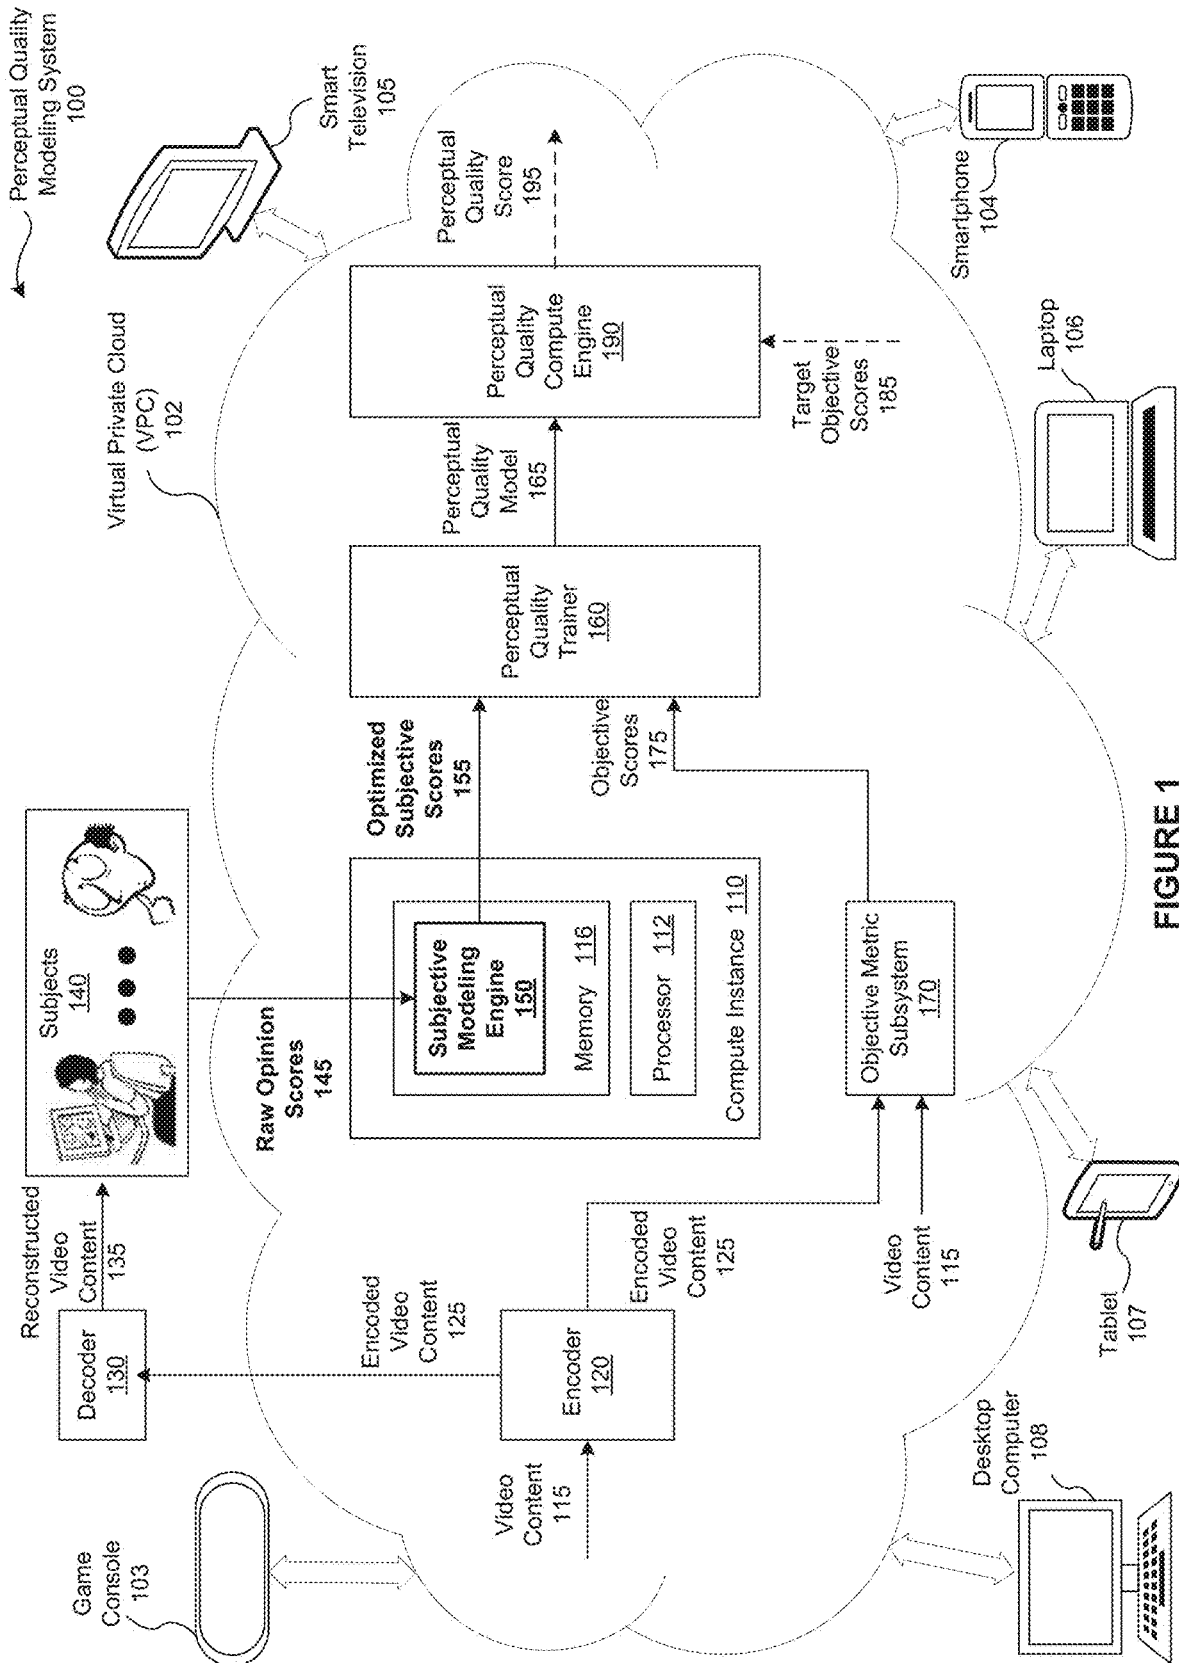 Perceptual Quality
Modeling System
100
Virtual Private Cloud
(VPC)
102
Game
Console
103
Smart
Television
105
Decoder
130
Reconstructed
Video
Content
135
Subjects
140
Encoded
Video
Content
125
Raw Opinion
Scores
145
Video
Content
115
Encoder
120
Encoded
Video
Content
125
Subjective
Modeling
Engine
150
Memory 116
Processor 112
Compute Instance 110
Optimized
Subjective
Scores
155
Objective
Scores
175
Perceptual
Quality
Trainer
160
Perceptual
Quality
Model
165
Perceptual
Quality
Compute
Engine
190
Perceptual
Quality
Score
195
Target
Objective
Scores
185
Video
Content
115
Objective Metric
Subsystem
170
Desktop
Computer
108
Tablet
107
Laptop
106
Smartphone
104
FIGURE 1